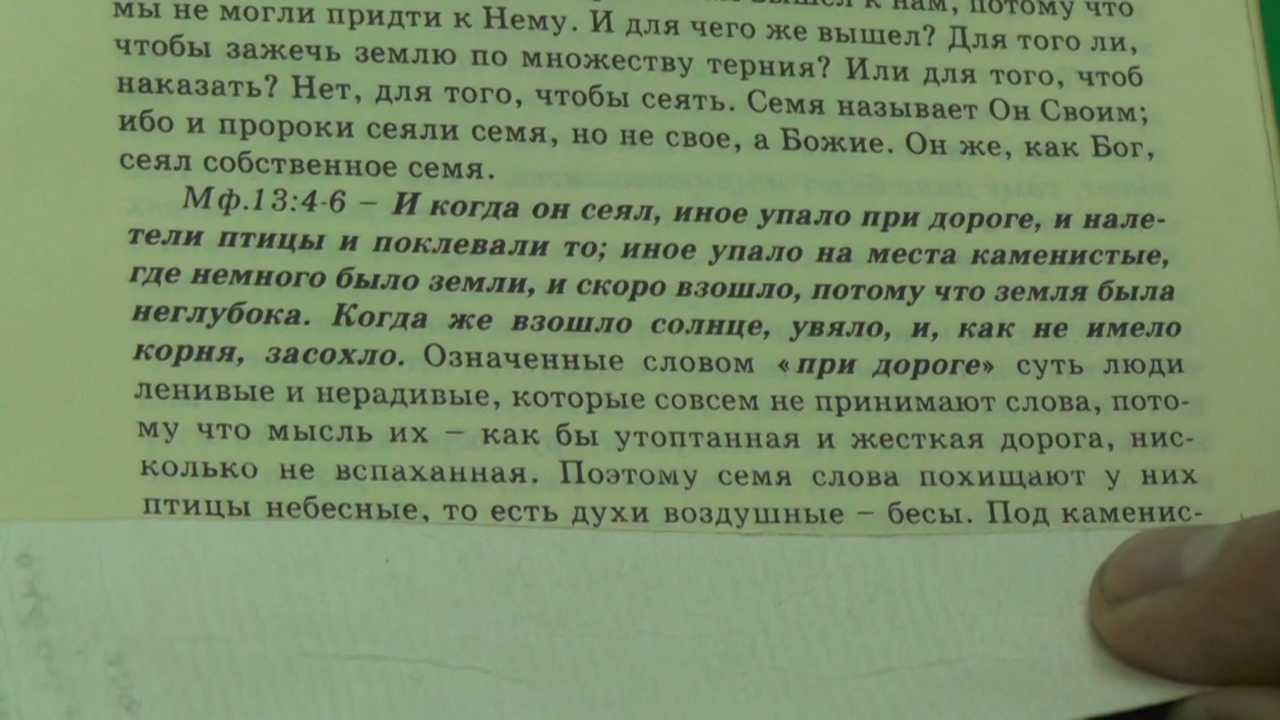 вышел к нам, потому что
мы не могли придти к Нему. И для чего же вышел? Для того ли,
чтобы зажечь землю по множеству терния? Или для того, чтоб
наказать? Нет, для того, чтобы сеять. Семя называет Он Своим;
ибо и пророки сеяли семя, но не свое, а Божие. Он же, как Бог,
сеял собственное семя.
Мф.13:4-6 – И когда он сеял, иное упало при дороге, и нале-
тели птицы и поклевали то; иное упало на места каменистые,
где немного было земли, и скоро взошло, потому что земля была
неглубока. Когда же взошло солнце, увяло, и, как не имело
корня, засохло. Означенные словом «при дороге» суть люди
ленивые и нерадивые, которые совсем не принимают слова, пото-
му что мысль их – как бы утоптанная и жесткая дорога, нис-
колько не вспаханная. Поэтому семя слова похищают у них
птицы небесные, то есть духи воздушные – бесы. Под каменис-